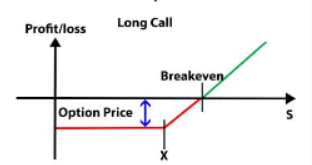 Long Call
Profit/loss
Breakeven
Option Price
S
X